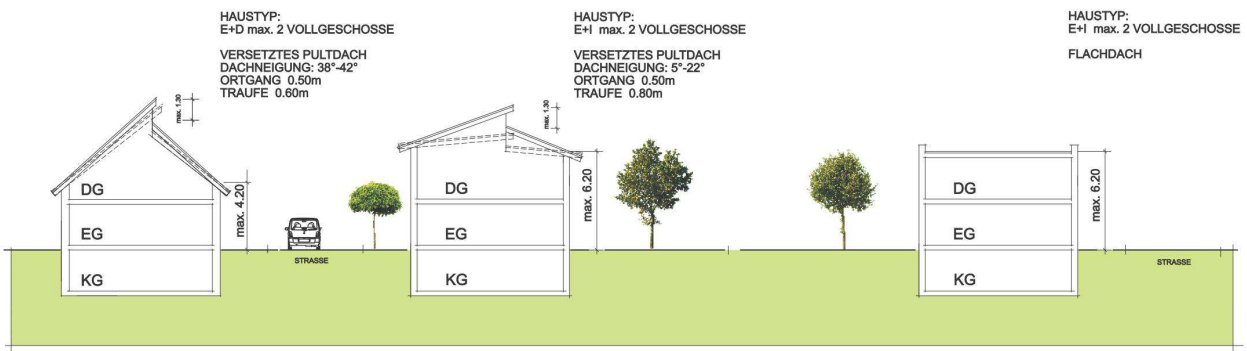 HAUSTYP:
E+D max. 2 VOLLGESCHOSSE
VERSETZTES PULTDACH
DACHNEIGUNG: 38°-42°
ORTGANG 0.50m
TRAUFE 0.60m
HAUSTYP:
E+I max. 2 VOLLGESCHOSSE
VERSETZTES PULTDACH
DACHNEIGUNG: 5°-22°
ORTGANG 0.50m
TRAUFE 0.80m
HAUSTYP:
E+I max. 2 VOLLGESCHOSSE
FLACHDACH
max. 1.30
DG
EG
KG
max. 4.20
STRASSE
max. 1.30
DG
EG
KG
max. 6.20
DG
EG
KG
max. 6.20
STRASSE